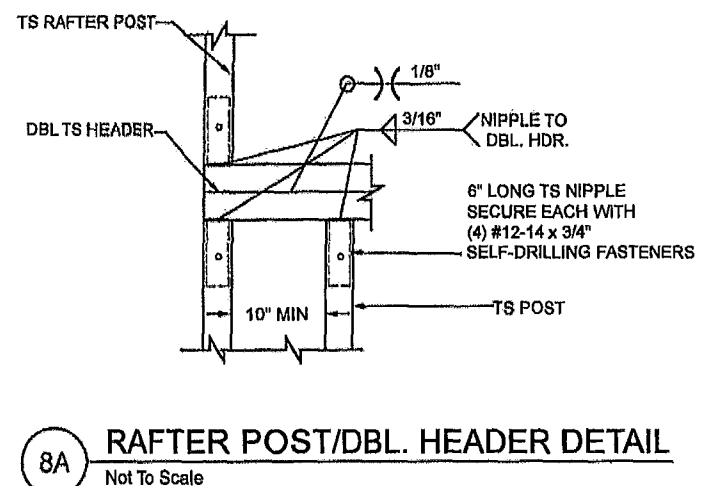 TS RAFTER POST
1/8"
DBL TS HEADER
3/16"
NIPPLE TO
DBL. HDR.
6" LONG TS NIPPLE
SECURE EACH WITH
(4) #12-14 x 3/4"
SELF-DRILLING FASTENERS
10" MIN
TS POST
8A
RAFTER POST/DBL. HEADER DETAIL
Not To Scale